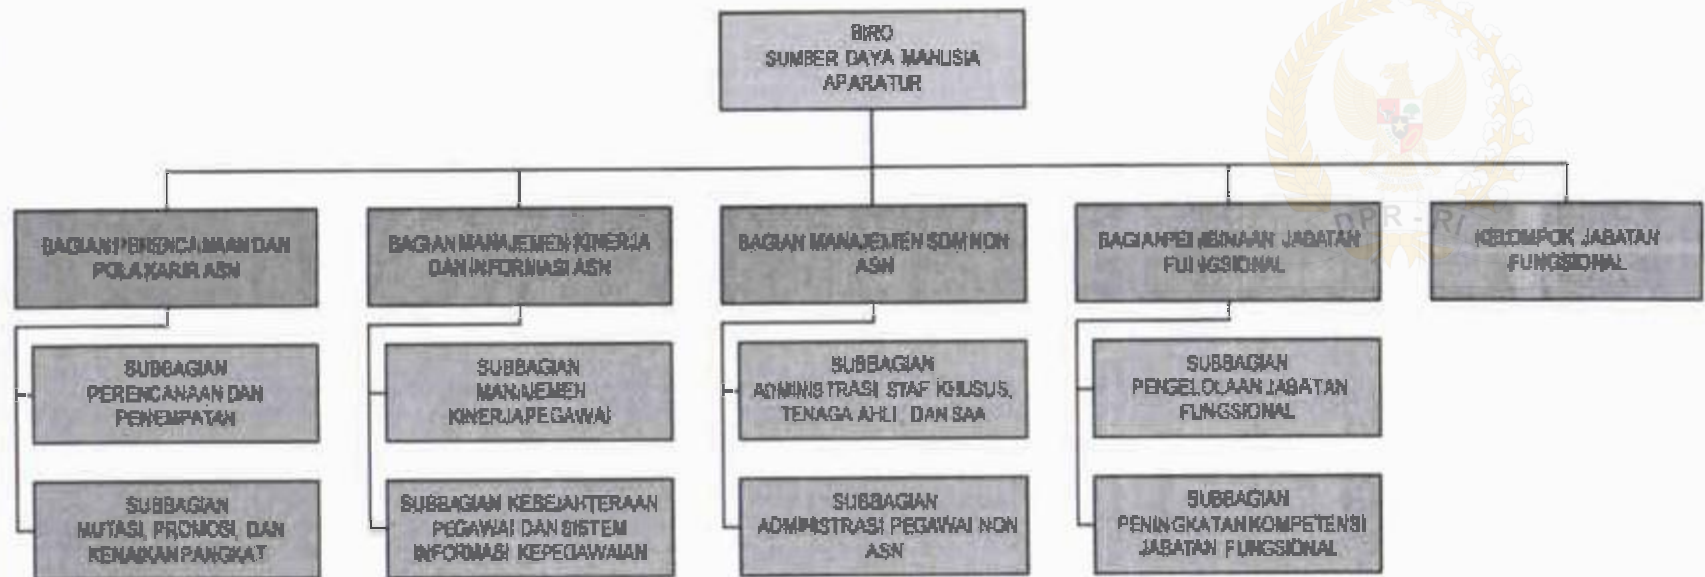 BIRO
SUMBER DAYA MANUSIA
APARATUR
BAGIAN PERENCANAAN DAN
POLA KARIR ASN
BAGIAN MANAJEMEN KINERJA
DAN INFORMASI ASN
BAGIAN MANAJEMEN SDM NON
ASN
BAGIAN PEMBINAAN JABATAN
FUNGSIONAL
KELOMPOK JABATAN
FUNGSIONAL
DPR - RI
SUBBAGIAN
PERENCANAAN DAN
PENEMPATAN
SUBBAGIAN
MANAJEMEN
KINERJA PEGAWAI
SUBBAGIAN
ADMINISTRASI STAF KHUSUS,
TENAGA AHLI, DAN SAA
SUBBAGIAN
PENGELOLAAN JABATAN
FUNGSIONAL
SUBBAGIAN
MUTASI, PROMOSI, DAN
KENAIKAN PANGKAT
SUBBAGIAN KESEJAHTERAAN
PEGAWAI DAN SISTEM
INFORMASI KEPEGAWAIAN
SUBBAGIAN
ADMINISTRASI PEGAWAI NON
ASN
SUBBAGIAN
PENINGKATAN KOMPETENSI
JABATAN FUNGSIONAL